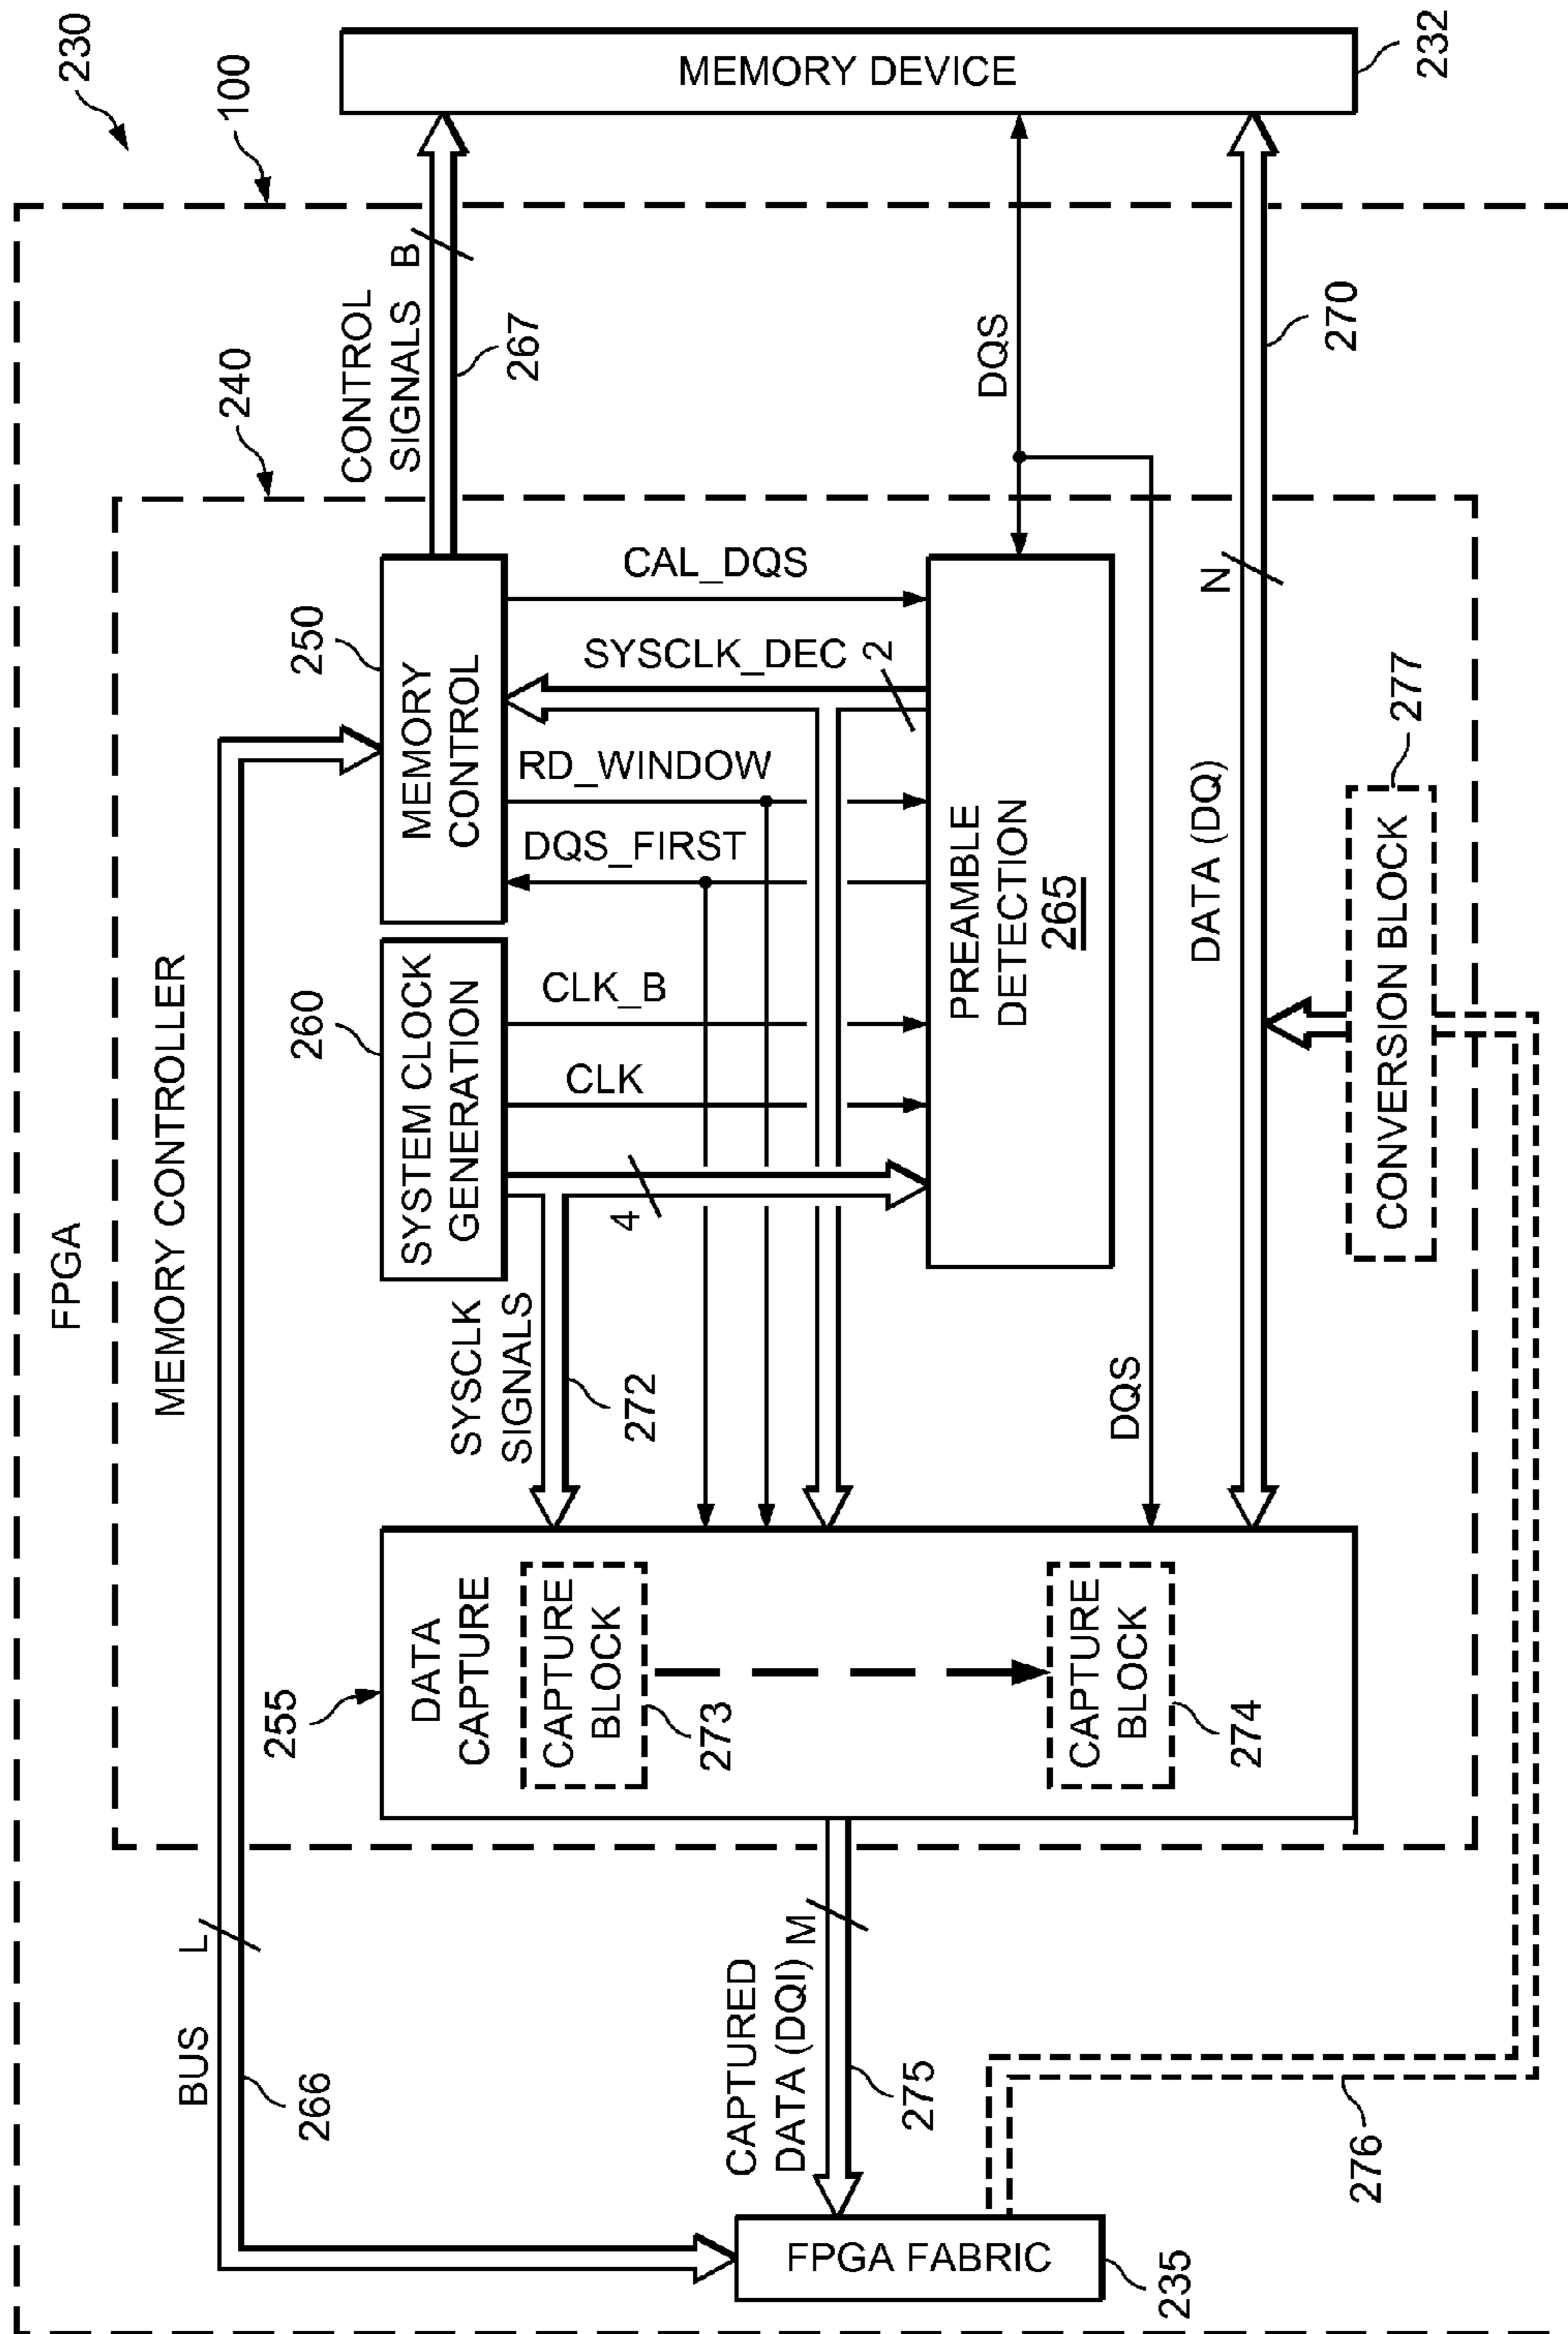 230
100
FPGA
MEMORY CONTROLLER
240
BUS
L
266
255
260
250
CONTROL
SIGNALS
B
267
MEMORY DEVICE
232
DATA
CAPTURE
SYSTEM CLOCK
GENERATION
MEMORY
CONTROL
SYSCLK
SIGNALS
272
CAPTURE
BLOCK
273
CLK
CLK_B
DQS_FIRST
RD_WINDOW
SYSCLK_DEC
2
CAL_DQS
4
CAPTURED
DATA (DQI)
M
275
FPGA FABRIC
235
PREAMBLE
DETECTION
265
DQS
CAPTURE
BLOCK
274
DQS
DATA (DQ)
N
270
CONVERSION BLOCK
277
276